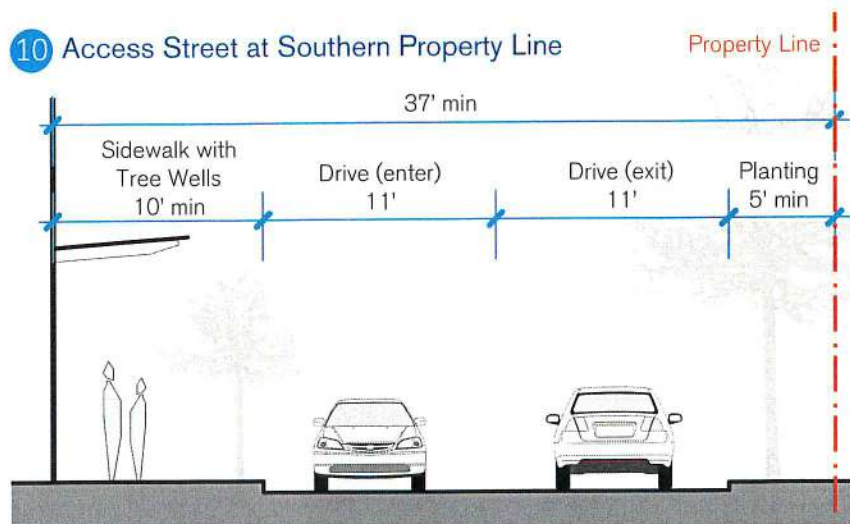 10 Access Street at Southern Property Line
Property Line
37' min
Sidewalk with
Tree Wells
10' min
Drive (enter)
11'
Drive (exit)
11'
Planting
5' min